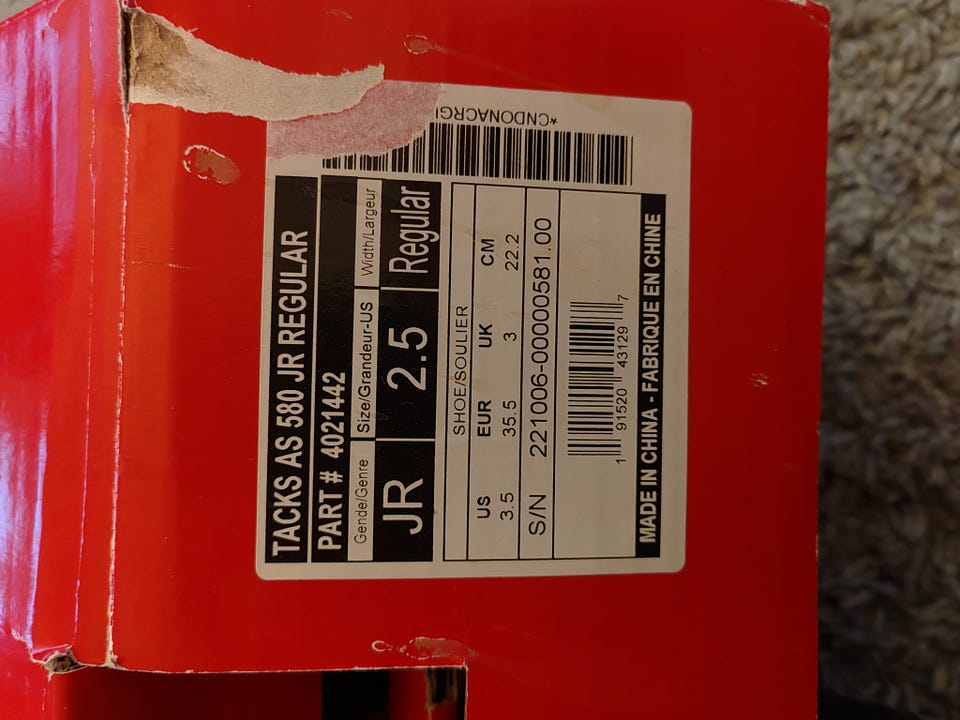 TACKS AS 580 JR REGULAR
PART # 4021442
Gende/Genre Size/Grandeur-US Width/Largeur
JR 2.5 Regular
SHOE/SOULIER
US EUR UK CM
3.5 35.5 3 22.2
S/N 221006-00000581.00
1 91520 43129 7
MADE IN CHINA - FABRIQUE EN CHINE